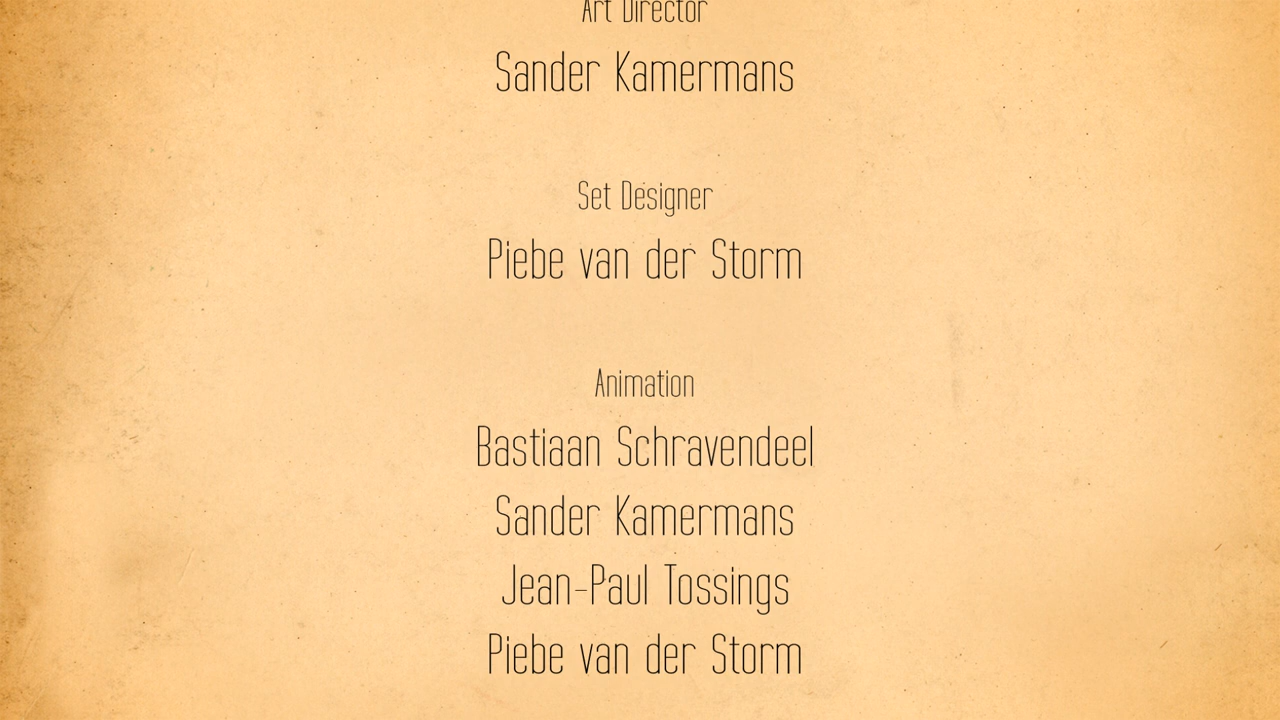 Art Director
Sander Kamermans
Set Designer
Piebe van der Storm
Animation
Bastiaan Schravendeel
Sander Kamermans
Jean-Paul Tossings
Piebe van der Storm